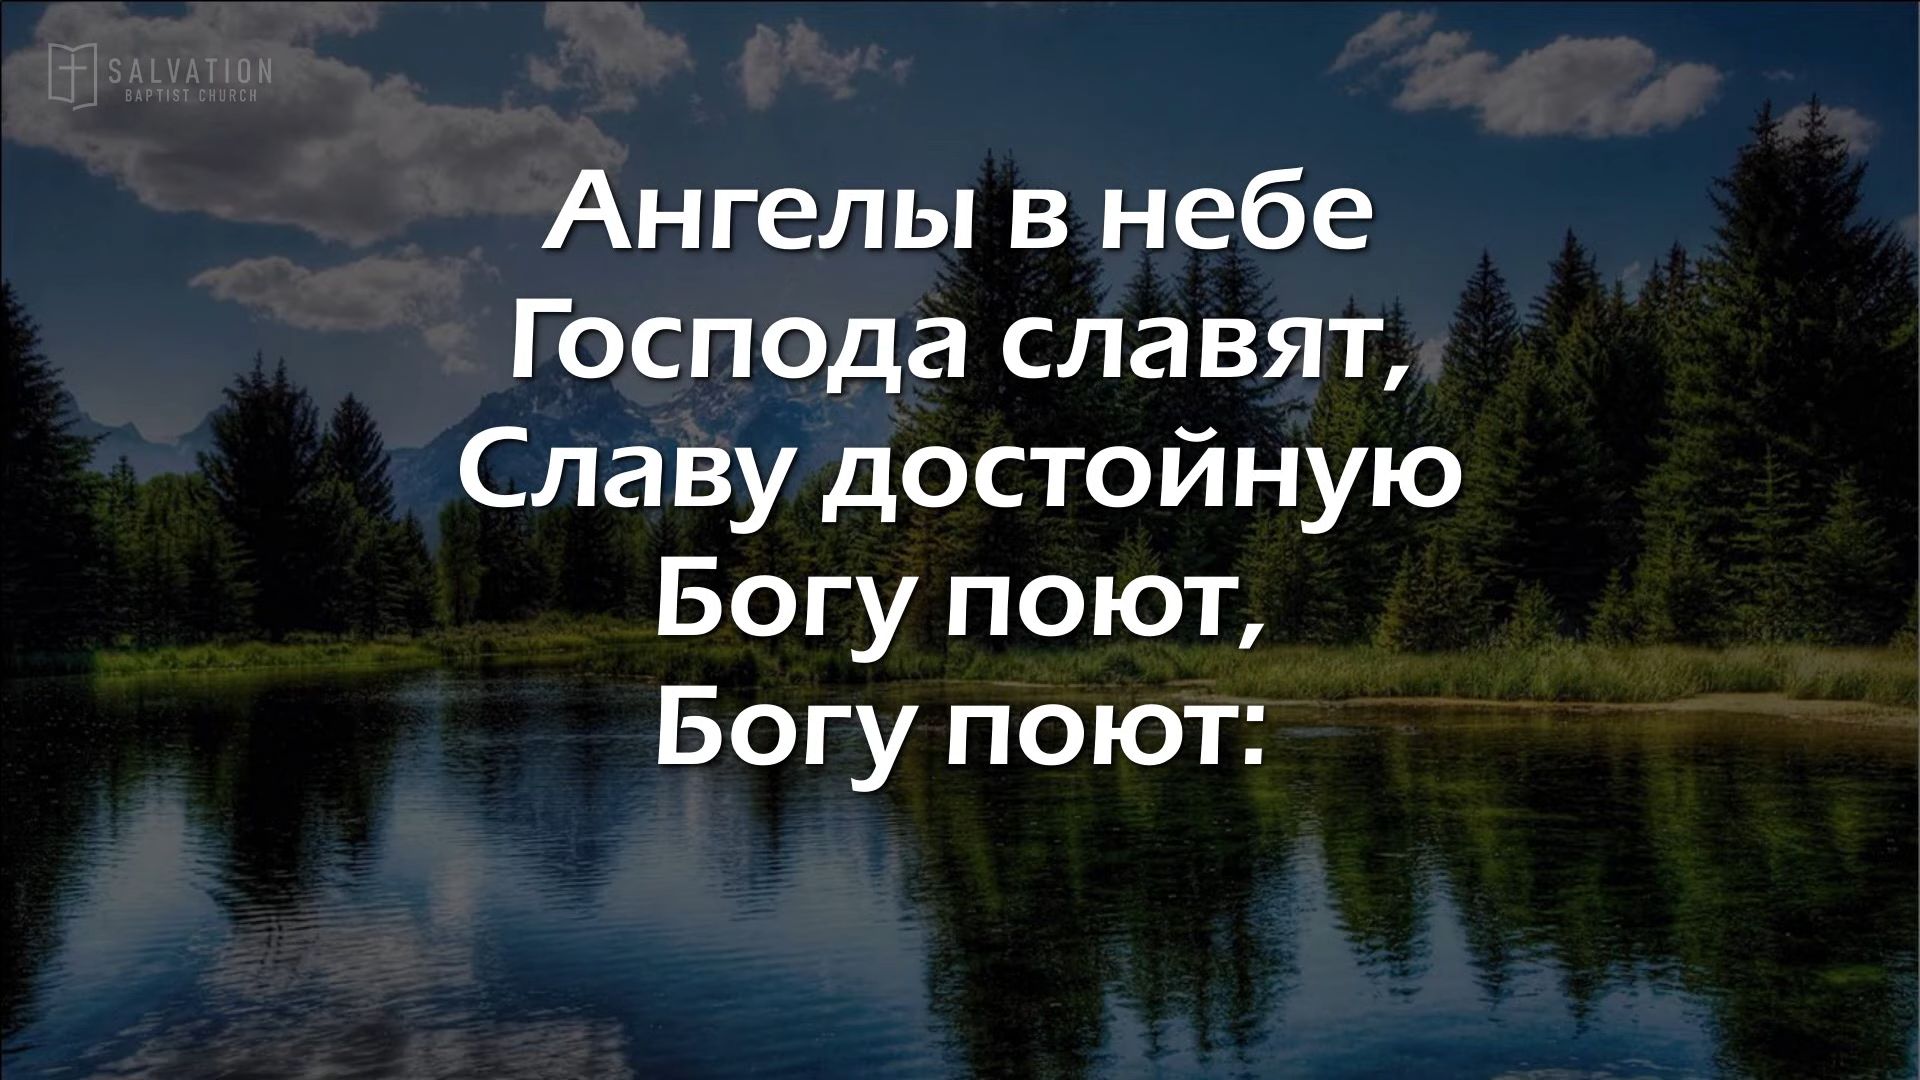 SALVATION
BAPTIST CHURCH
Ангелы в небе
Господа славят,
Славу достойную
Богу поют,
Богу поют: